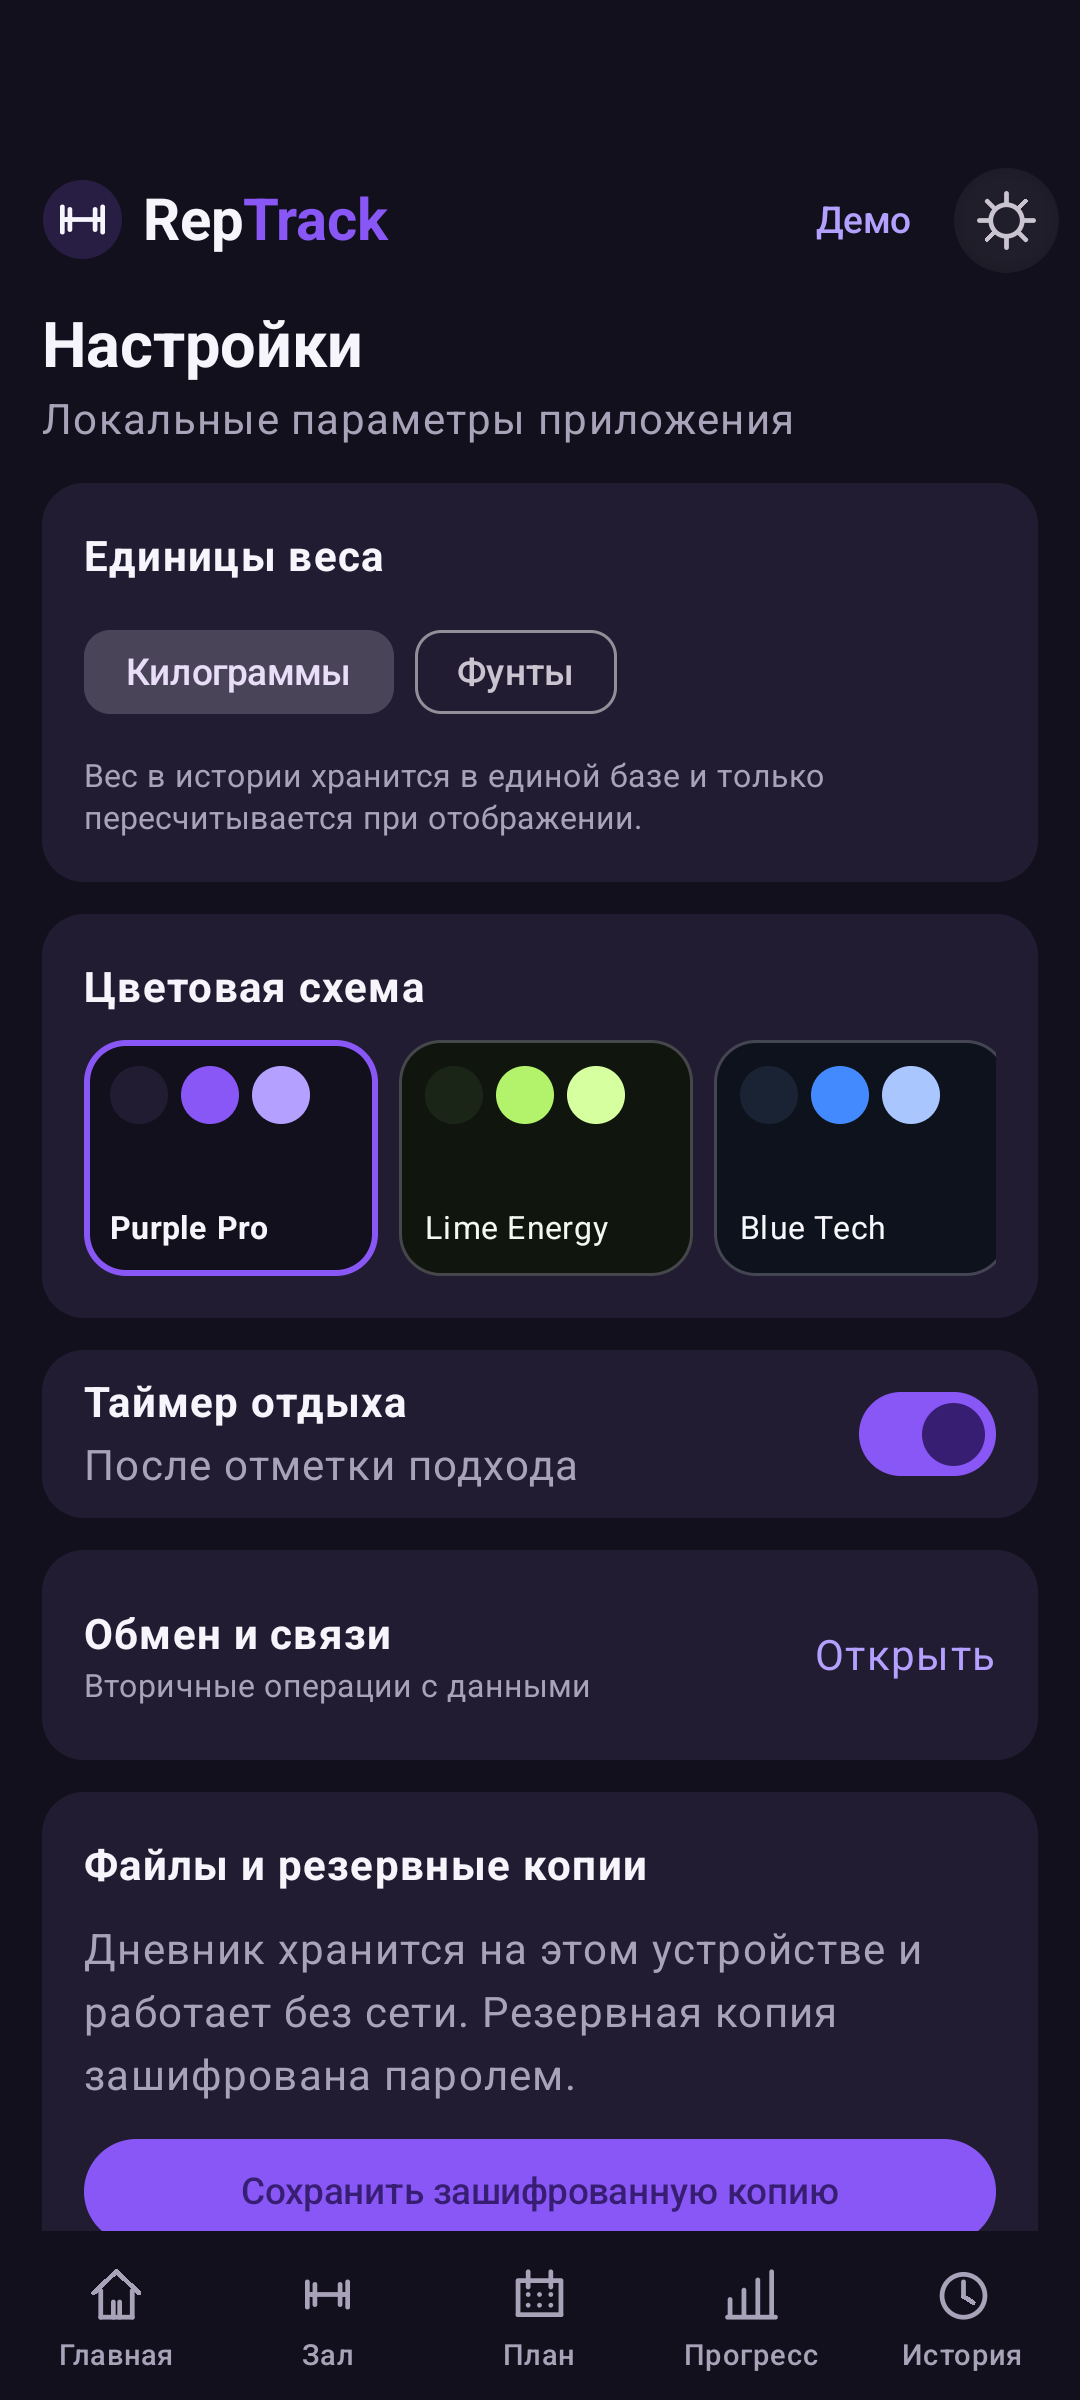 RepTrack
Демо
Настройки
Локальные параметры приложения
Единицы веса
Килограммы
Фунты
Вес в истории хранится в единой базе и только
пересчитывается при отображении.
Цветовая схема
Purple Pro
Lime Energy
Blue Tech
Таймер отдыха
После отметки подхода
Обмен и связи
Вторичные операции с данными
Открыть
Файлы и резервные копии
Дневник хранится на этом устройстве и
работает без сети. Резервная копия
зашифрована паролем.
Сохранить зашифрованную копию
Главная
Зал
План
Прогресс
История